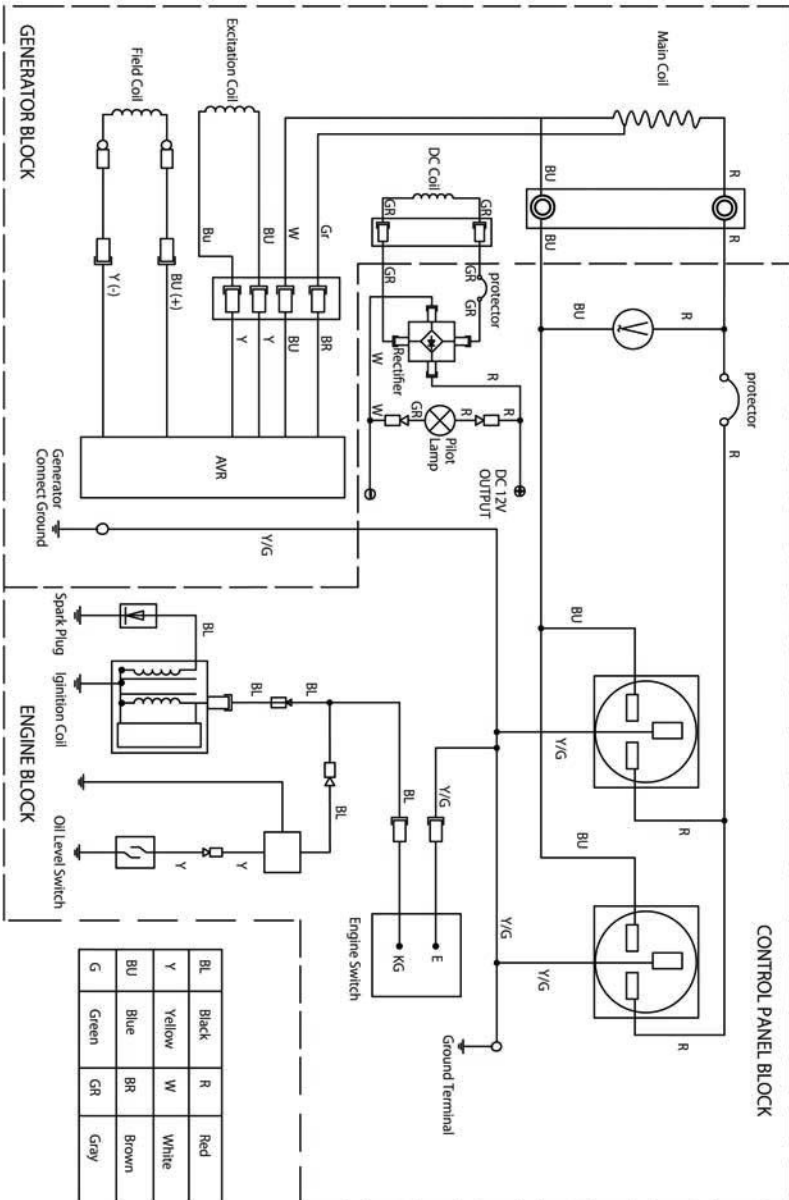 CONTROL PANEL BLOCK
Main Coil
R
R
R
protector
R
R
R
BU
BU
BU
V
BU
BU
Y/G
Y/G
Y/G
Ground Terminal
DC Coil
GR
GR
GR
GR
GR
GR
protector
Rectifier
R
W
W
GR
R
R
Pilot
Lamp
DC 12V
OUTPUT
Y/G
E
BL
KG
Engine Switch
Excitation Coil
Gr
W
BU
Bu
BR
BU
Y
Y
AVR
Field Coil
BU (+)
Y (-)
Y/G
Generator
Connect Ground
GENERATOR BLOCK
BL
BL
BL
BL
Y
Y
Spark Plug
Iginition Coil
Oil Level Switch
ENGINE BLOCK
BL Black R Red
Y Yellow W White
BU Blue BR Brown
G Green GR Gray